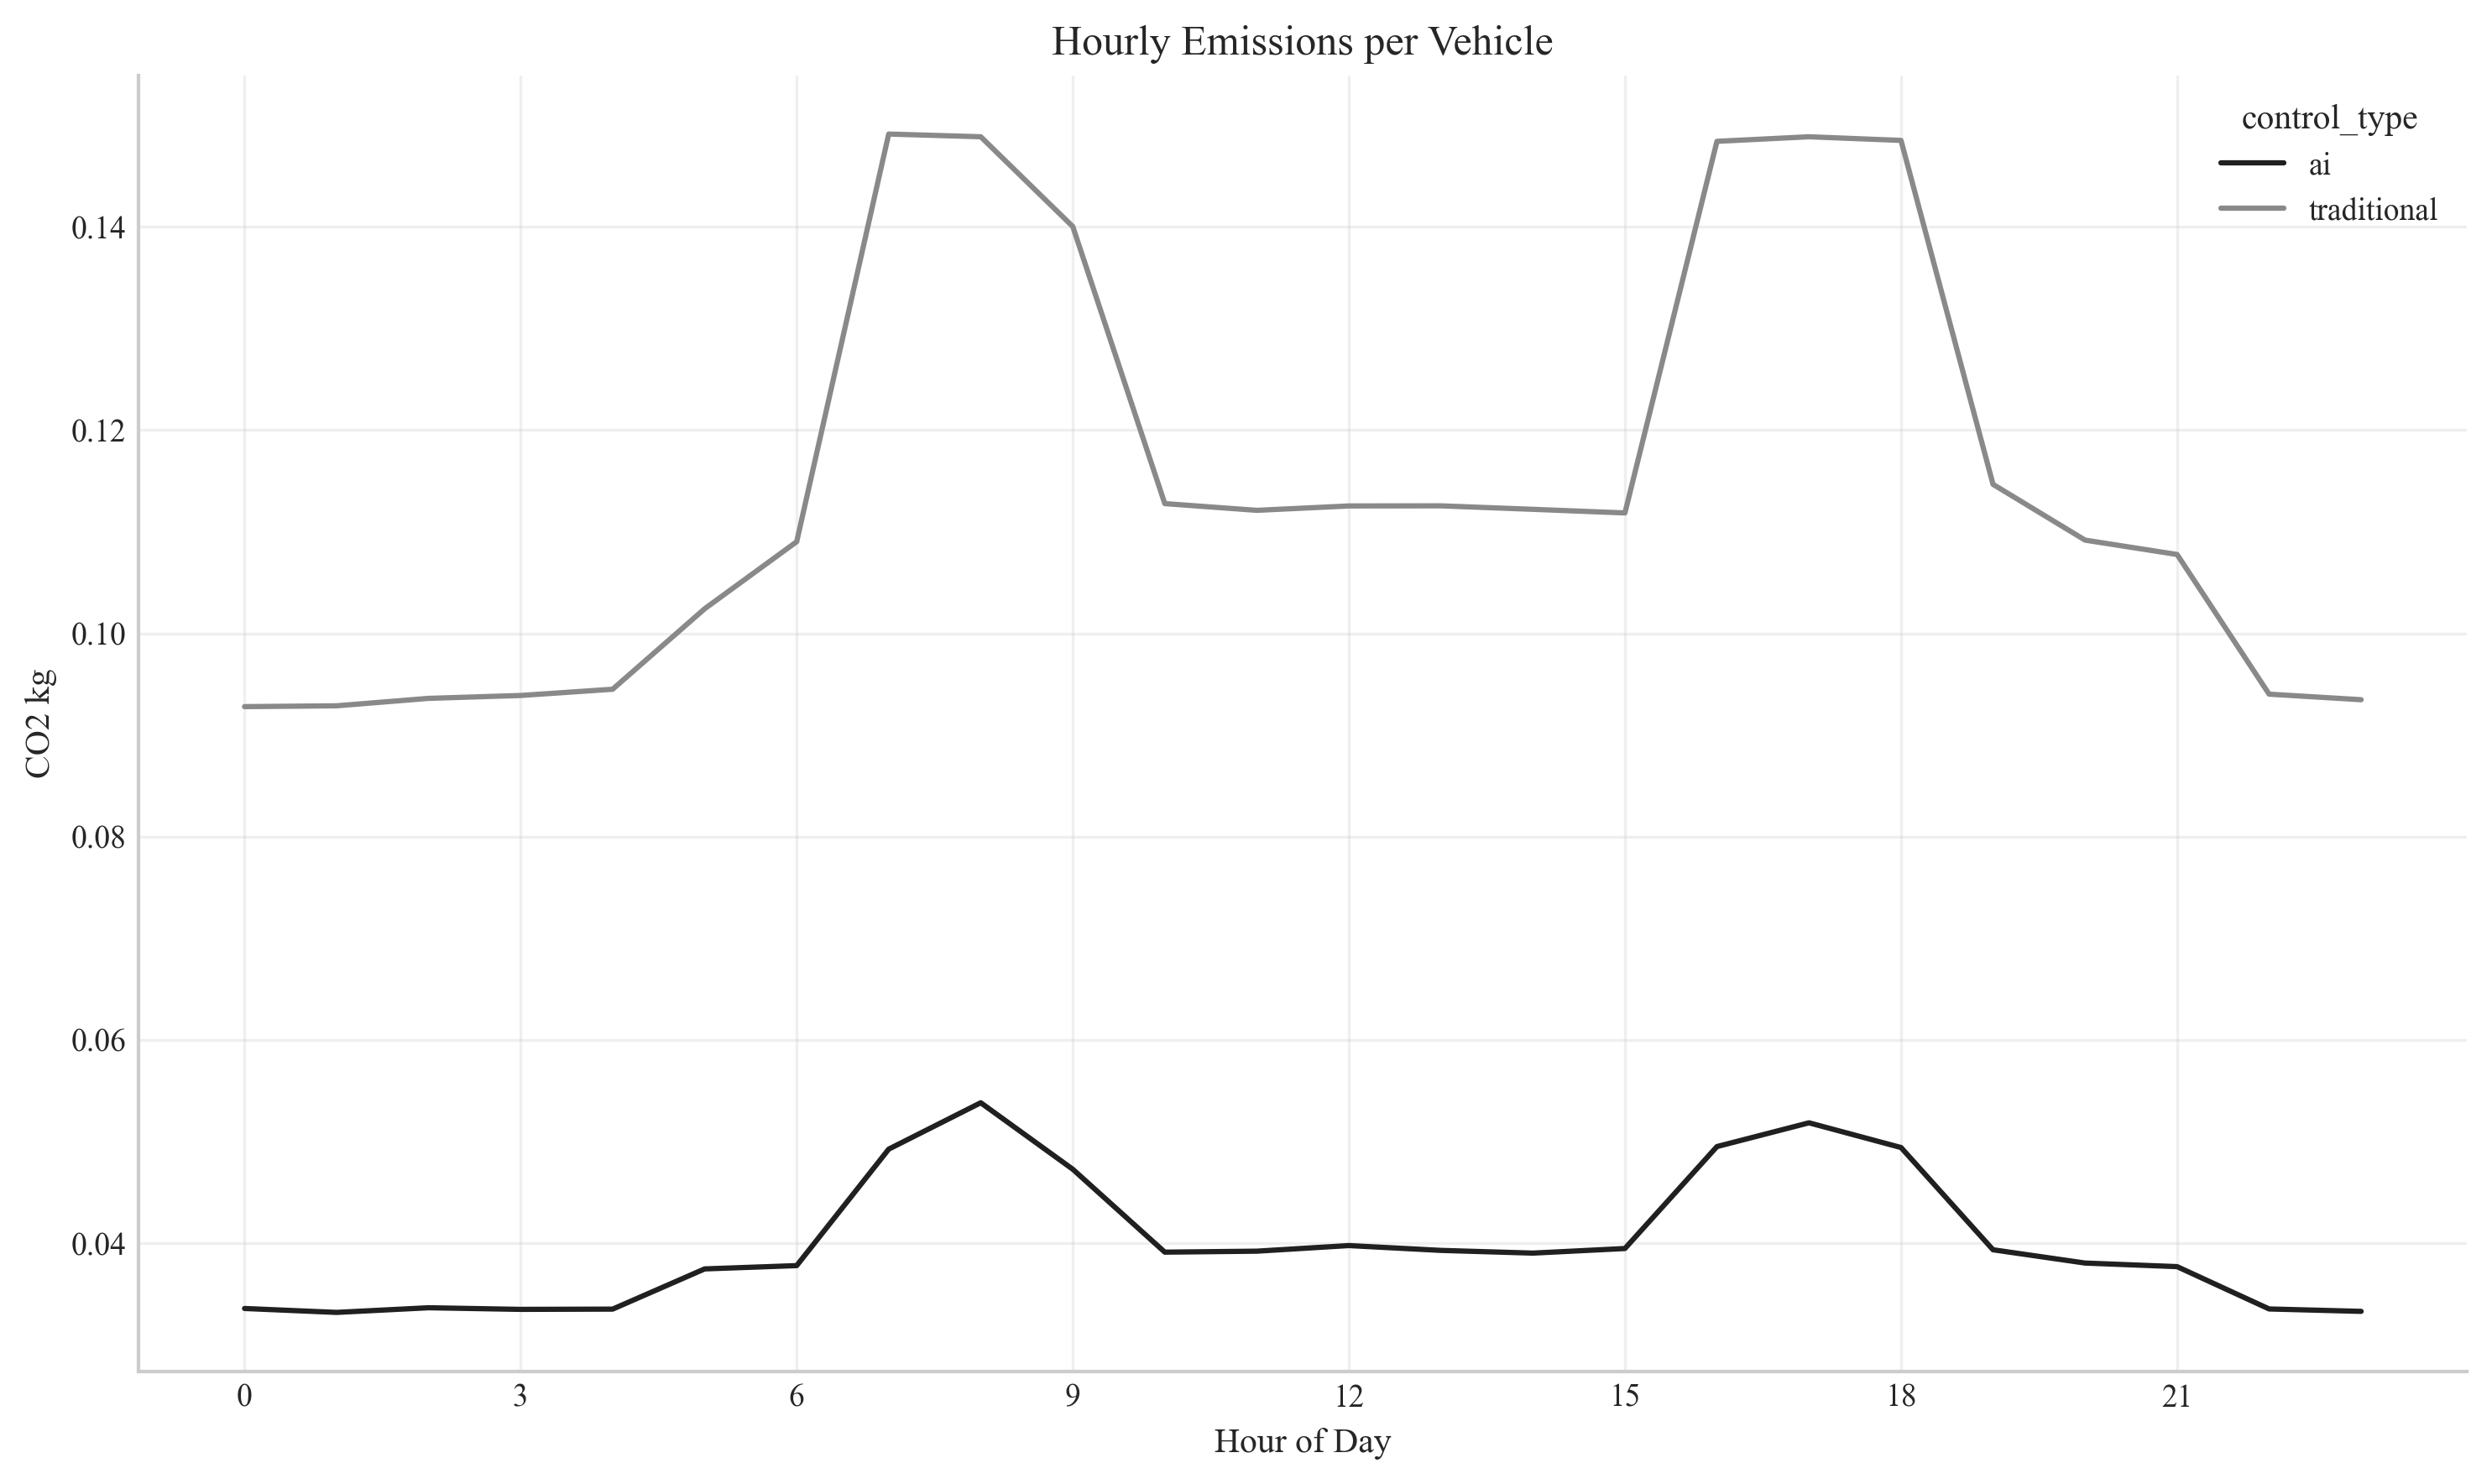 Hourly Emissions per Vehicle
control_type
ai
traditional
0.14
0.12
0.10
0.08
0.06
0.04
CO2 kg
0 3 6 9 12 15 18 21
Hour of Day